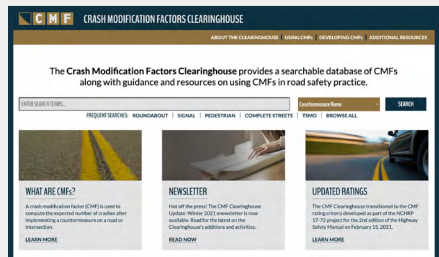 CMF CRASH MODIFICATION FACTORS CLEARINGHOUSE
ABOUT THE CLEARINGHOUSE | USING CMFs | DEVELOPING CMFs | ADDITIONAL RESOURCES
The Crash Modification Factors Clearinghouse provides a searchable database of CMFs
along with guidance and resources on using CMFs in road safety practice.
ENTER SEARCH TERMS... Countermeasure Name SEARCH
FREQUENT SEARCHES: ROUNDABOUT | SIGNAL | PEDESTRIAN | COMPLETE STREETS | TSMO | BROWSE ALL
WHAT ARE CMFs?
A crash modification factor (CMF) is used to
compute the expected number of crashes after
implementing a countermeasure on a road or
intersection.
LEARN MORE
NEWSLETTER
Hot off the press! The CMF Clearinghouse
Update: Winter 2021 enewsletter is now
available. Read for the latest on the
Clearinghouse's additions and activities.
READ NOW
UPDATED RATINGS
The CMF Clearinghouse transitioned to the CMF
rating criteria developed as part of the NCHRP
17-72 project for the 2nd edition of the Highway
Safety Manual on February 15, 2021.
LEARN MORE